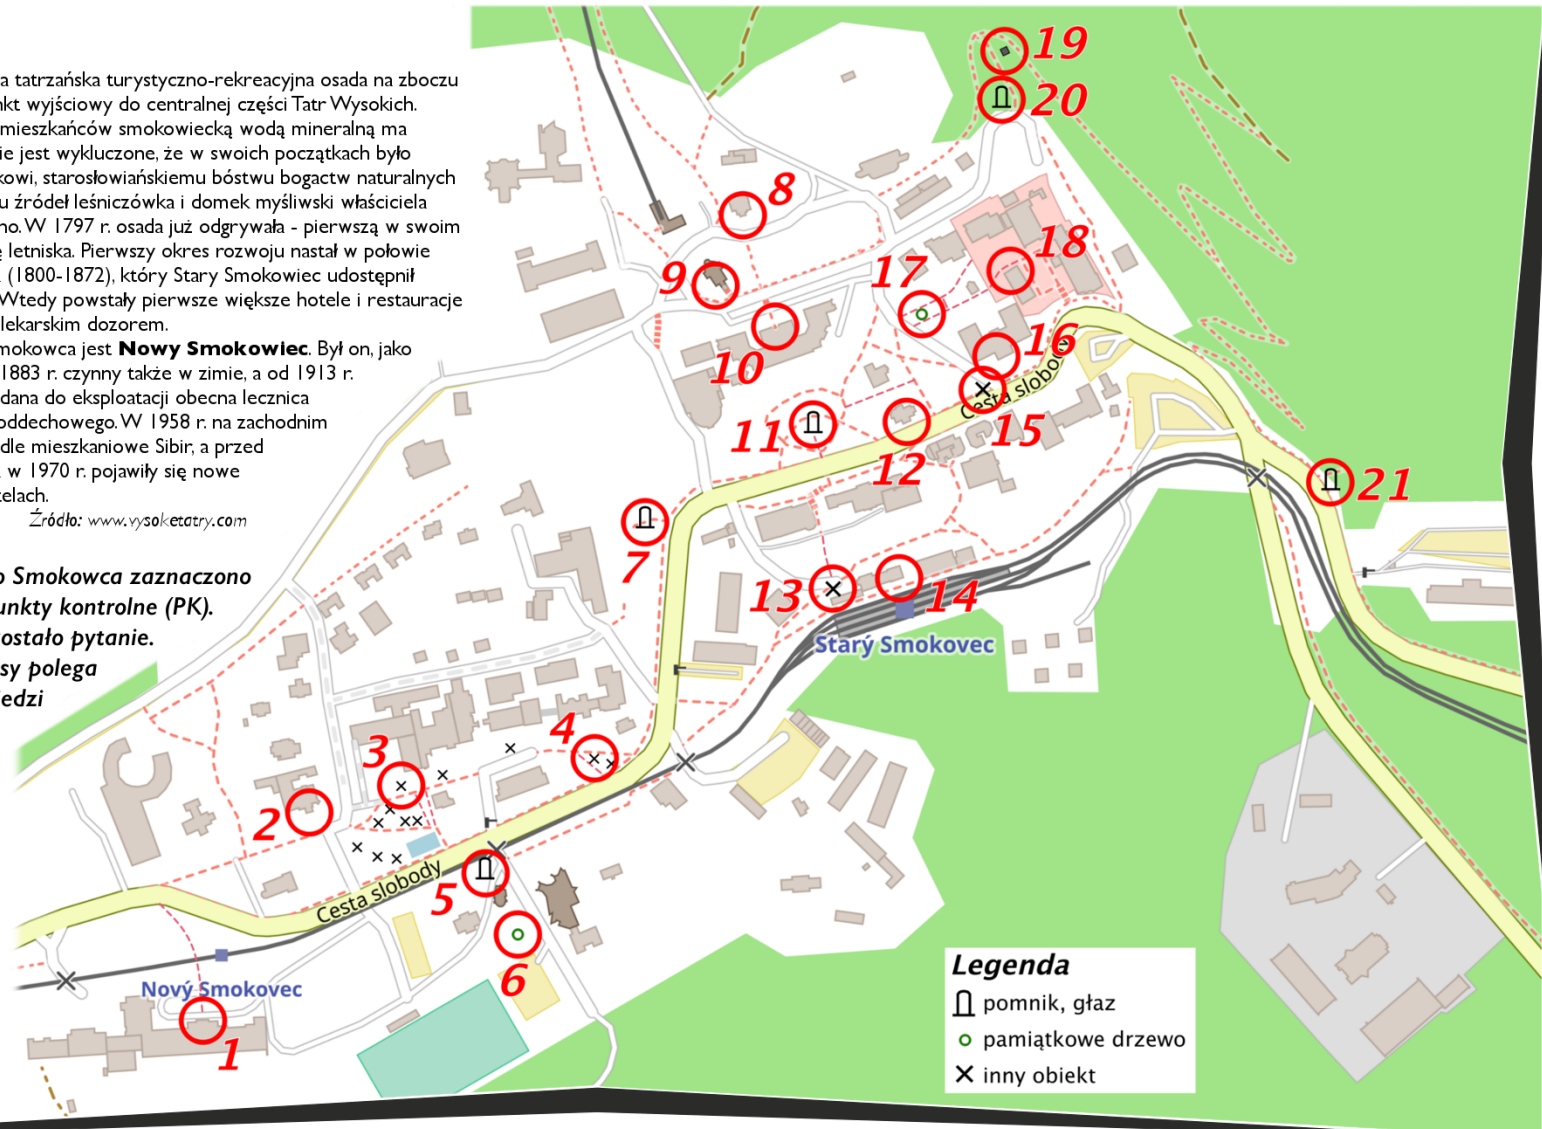 a tatrzańska turystyczno-rekreacyjna osada na zboczu
nkt wyjściowy do centralnej części Tatr Wysokich.
mieszkańców smokowiecką wodą mineralną ma
ie jest wykluczone, że w swoich początkach było
kowi, starosłowiańskiemu bóstwu bogactw naturalnych
u źródeł leśniczówka i domek myśliwski właściciela
no. W 1797 r. osada już odgrywała - pierwszą w swoim
ę letniska. Pierwszy okres rozwoju nastał w połowie
(1800-1872), który Stary Smokowiec udostępnił
Wtedy powstały pierwsze większe hotele i restauracje
lekarskim dozorem.
mokowca jest Nowy Smokowiec. Był on, jako
1883 r. czynny także w zimie, a od 1913 r.
dana do eksploatacji obecna lecznica
oddechowego. W 1958 r. na zachodnim
dle mieszkaniowe Sibir, a przed
w 1970 r. pojawiły się nowe
elach.
Źródło: www.vysoketatry.com
o Smokowca zaznaczono
unkty kontrolne (PK).
ostało pytanie.
sy polega
iedzi
19
20
8
18
17
9
16
10
Cesta slobody
11
15
12
21
7
13
14
Starý Smokovec
4
3
2
5
Cesta slobody
6
Nový Smokovec
1
Legenda
pomnik, głaz
pamiątkowe drzewo
inny obiekt